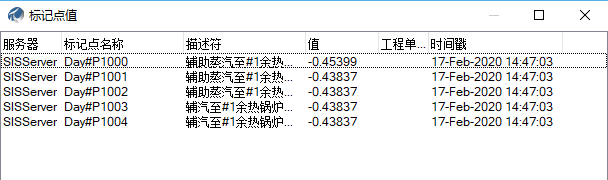 标记点值
服务器 标记点名称 描述符 值 工程单... 时间戳
SISServer Day#P1000 辅助蒸汽至#1余热... -0.45399 17-Feb-2020 14:47:03
SISServer Day#P1001 辅助蒸汽至#1余热... -0.43837 17-Feb-2020 14:47:03
SISServer Day#P1002 辅助蒸汽至#1余热... -0.43837 17-Feb-2020 14:47:03
SISServer Day#P1003 辅汽至#1余热锅炉... -0.43837 17-Feb-2020 14:47:03
SISServer Day#P1004 辅汽至#1余热锅炉... -0.43837 17-Feb-2020 14:47:03